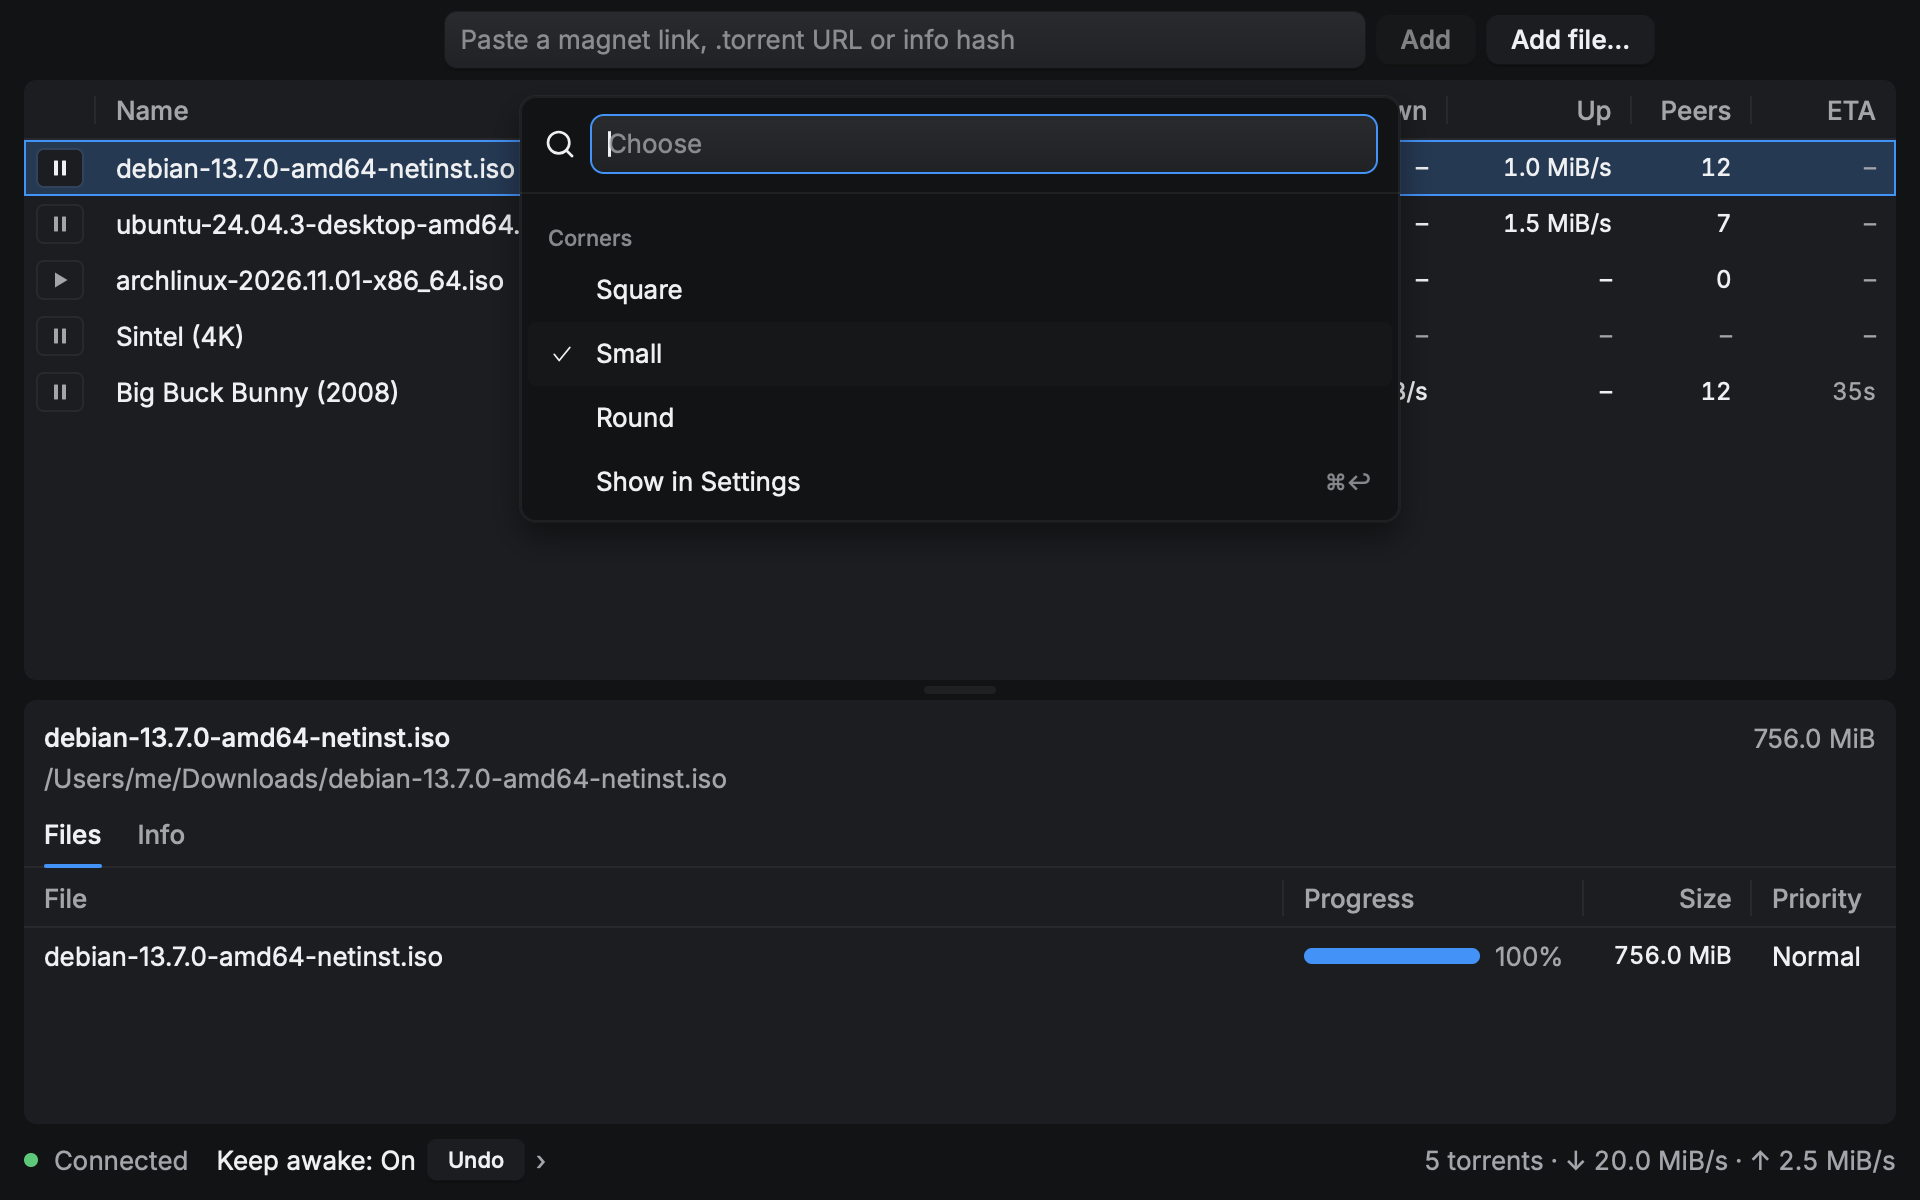 Paste a magnet link, .torrent URL or info hash Add Add file...
Name wn Up Peers ETA
Choose
debian-13.7.0-amd64-netinst.iso – 1.0 MiB/s 12 –
ubuntu-24.04.3-desktop-amd64. – 1.5 MiB/s 7 –
Corners
archlinux-2026.11.01-x86_64.iso – – 0 –
Square
Sintel (4K) – – – –
Small
Big Buck Bunny (2008) /s – 12 35s
Round
Show in Settings ⌘↩
debian-13.7.0-amd64-netinst.iso 756.0 MiB
/Users/me/Downloads/debian-13.7.0-amd64-netinst.iso
Files Info
File Progress Size Priority
debian-13.7.0-amd64-netinst.iso 100% 756.0 MiB Normal
Connected Keep awake: On Undo › 5 torrents · ↓ 20.0 MiB/s · ↑ 2.5 MiB/s